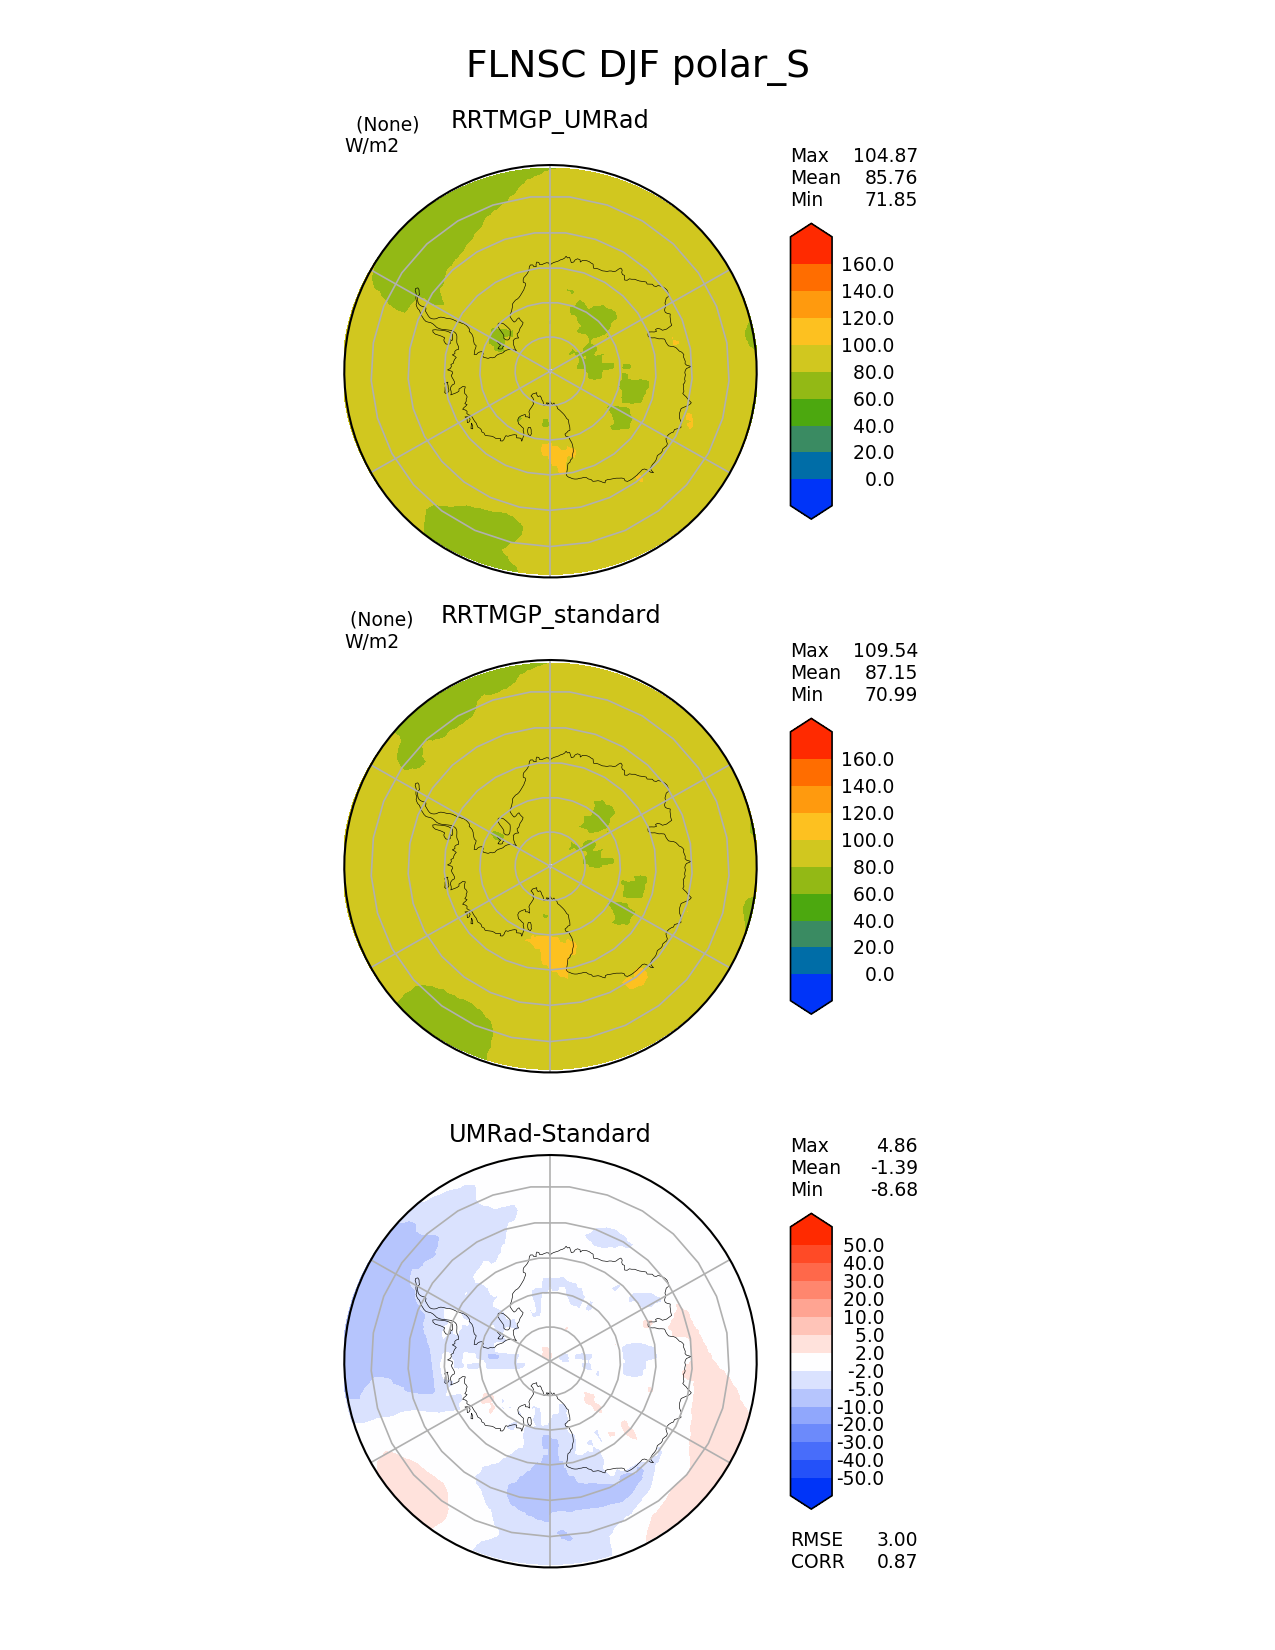 FLNSC DJF polar_S
(None) RRTMGP_UMRad
W/m2
Max 104.87
Mean 85.76
Min 71.85
160.0
140.0
120.0
100.0
80.0
60.0
40.0
20.0
0.0
(None) RRTMGP_standard
W/m2
Max 109.54
Mean 87.15
Min 70.99
160.0
140.0
120.0
100.0
80.0
60.0
40.0
20.0
0.0
UMRad-Standard
Max 4.86
Mean -1.39
Min -8.68
50.0
40.0
30.0
20.0
10.0
5.0
2.0
-2.0
-5.0
-10.0
-20.0
-30.0
-40.0
-50.0
RMSE 3.00
CORR 0.87